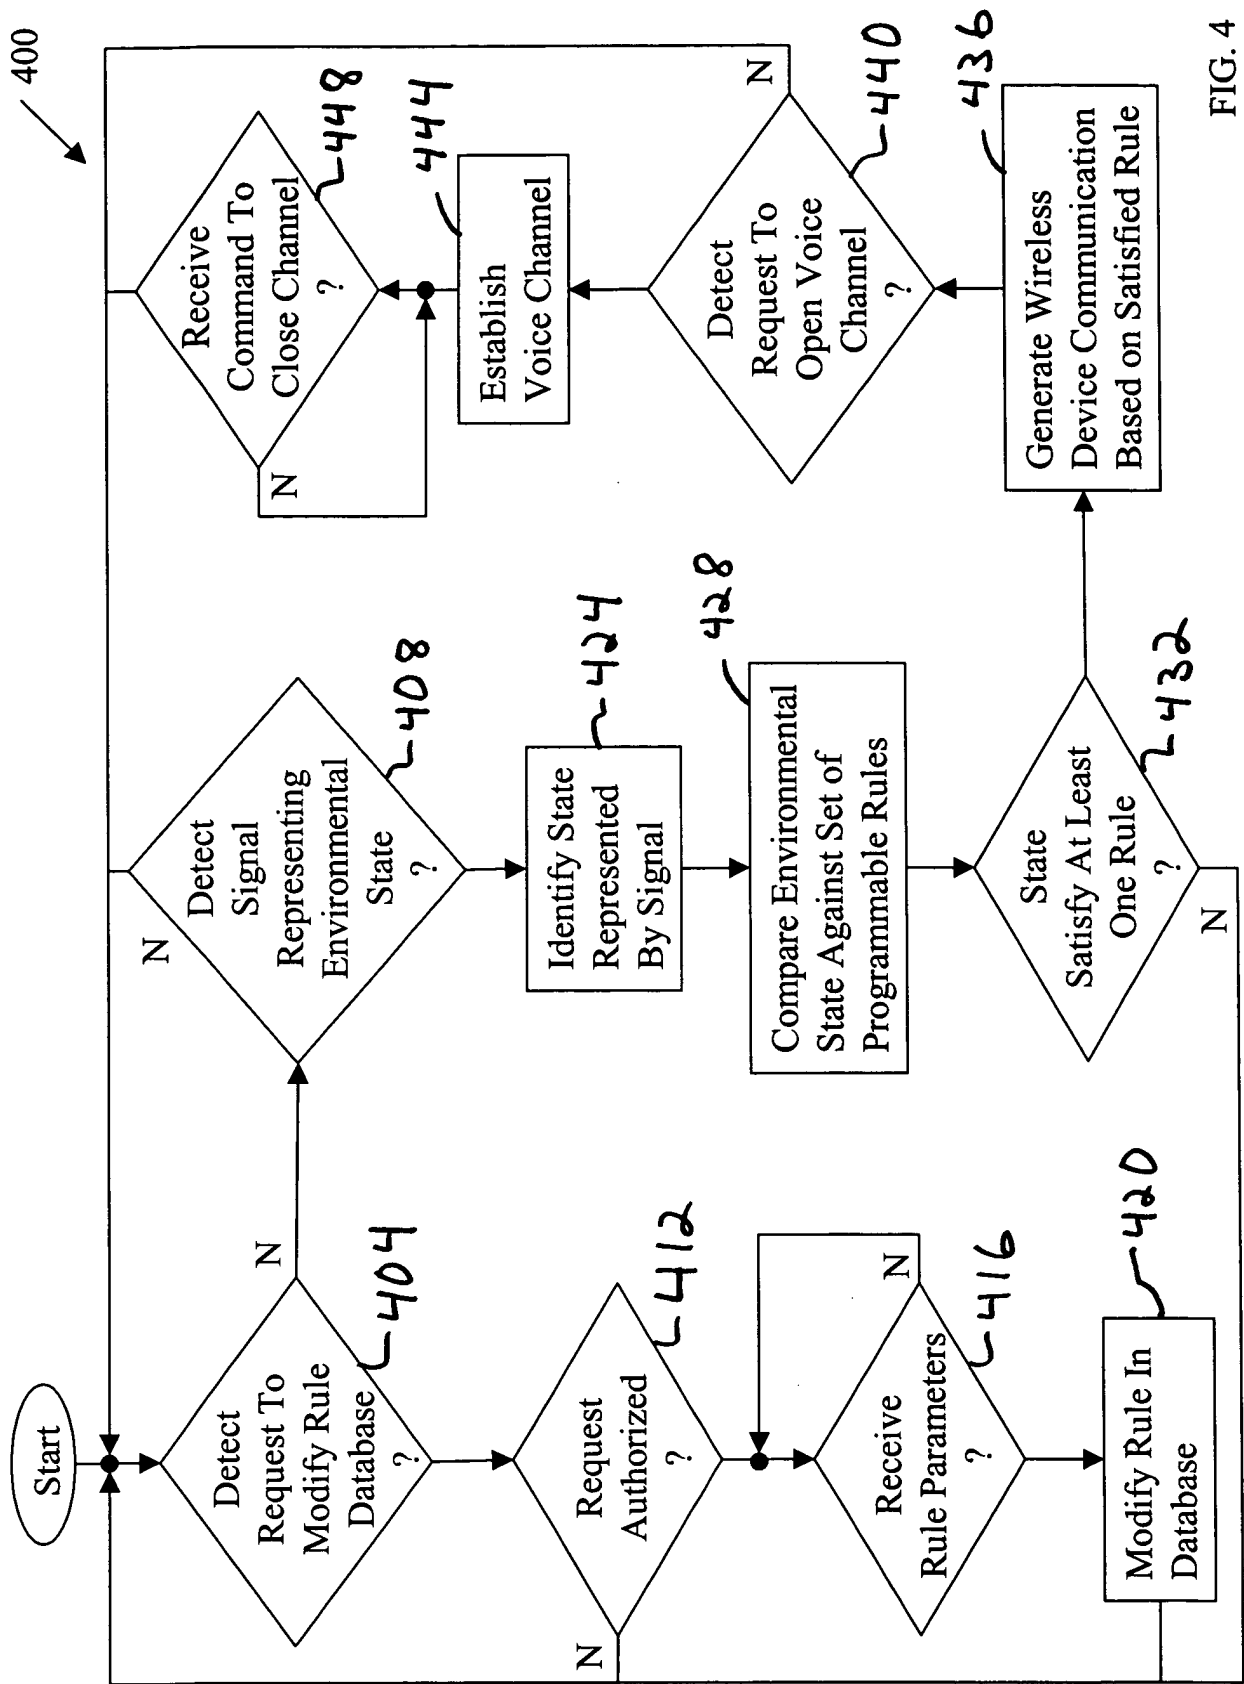 400
Start
Detect
Request To
Modify Rule
Database
?
404
N
Request
Authorized
?
412
N
Receive
Rule Parameters
?
416
N
Modify Rule In
Database
420
Detect
Signal
Representing
Environmental
State
?
408
N
Identify State
Represented
By Signal
424
Compare Environmental
State Against Set of
Programmable Rules
428
State
Satisfy At Least
One Rule
?
432
N
Receive
Command To
Close Channel
?
448
N
Establish
Voice Channel
444
Detect
Request To
Open Voice
Channel
?
440
N
Generate Wireless
Device Communication
Based on Satisfied Rule
436
FIG. 4